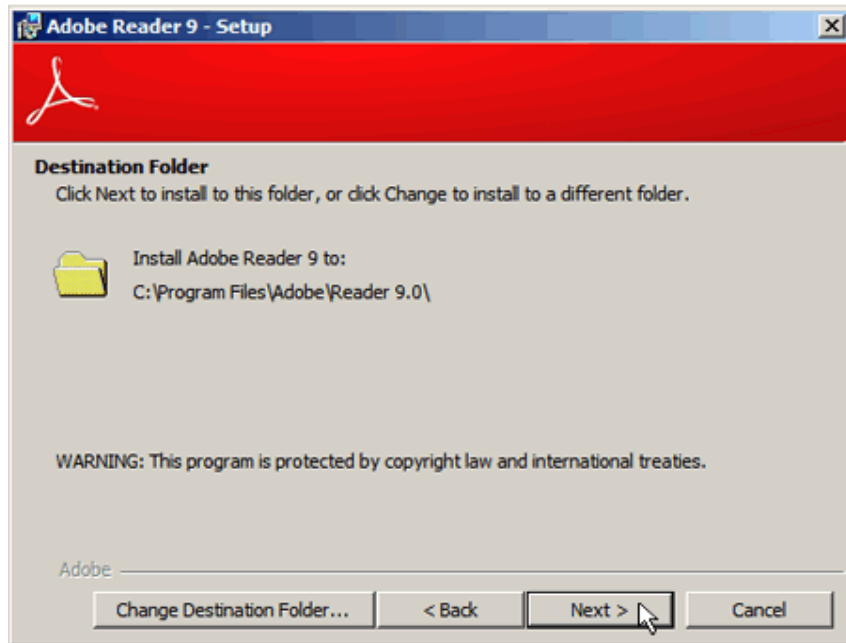 Adobe Reader 9 - Setup
Destination Folder
Click Next to install to this folder, or click Change to install to a different folder.
Install Adobe Reader 9 to:
C:\Program Files\Adobe\Reader 9.0\
WARNING: This program is protected by copyright law and international treaties.
Adobe
Change Destination Folder...
< Back
Next >
Cancel